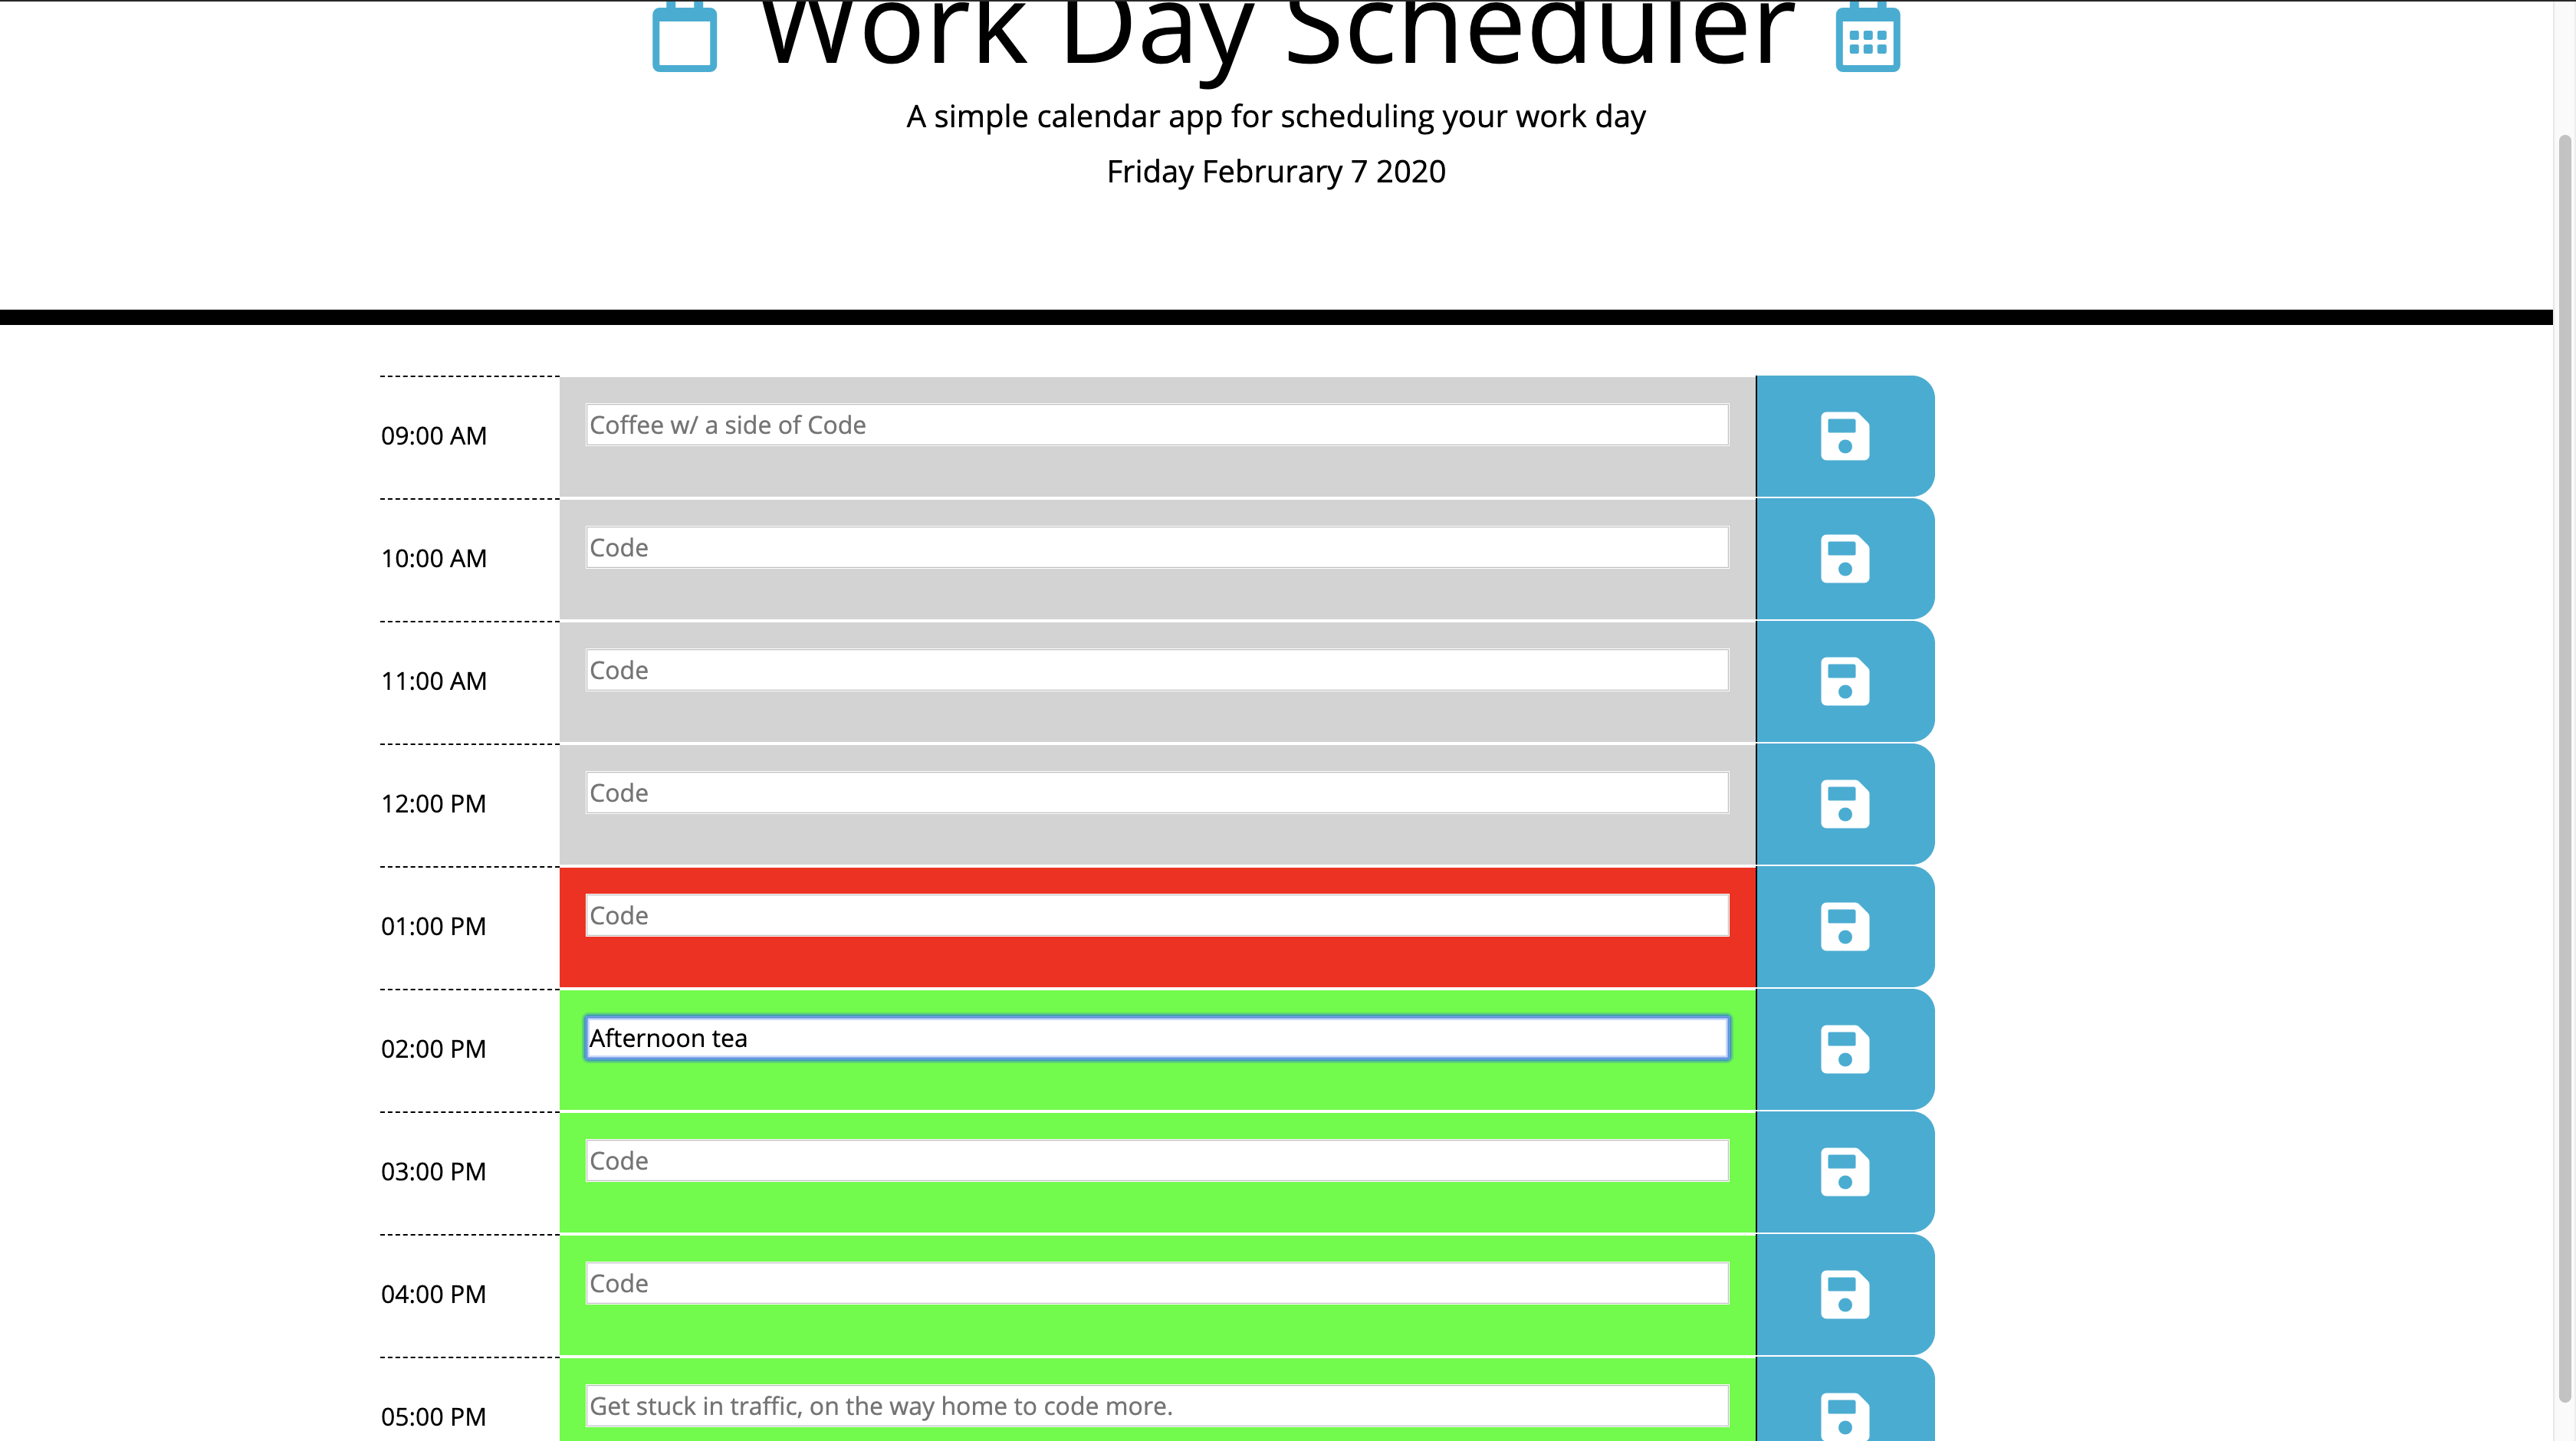 Work Day Scheduler
A simple calendar app for scheduling your work day
Friday Februrary 7 2020
09:00 AM Coffee w/ a side of Code
10:00 AM Code
11:00 AM Code
12:00 PM Code
01:00 PM Code
02:00 PM Afternoon tea
03:00 PM Code
04:00 PM Code
05:00 PM Get stuck in traffic, on the way home to code more.